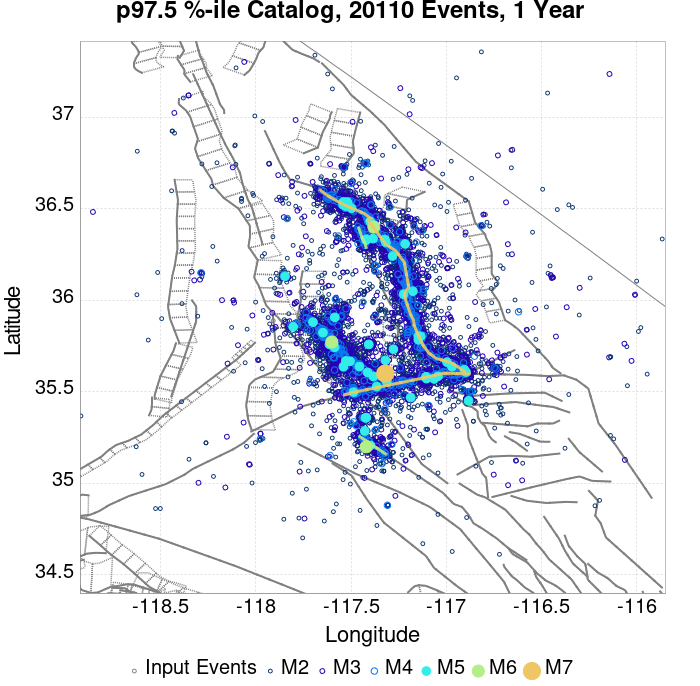 p97.5 %-ile Catalog, 20110 Events, 1 Year
Latitude
37
36.5
36
35.5
35
34.5
-118.5 -118 -117.5 -117 -116.5 -116
Longitude
Input Events M2 M3 M4 M5 M6 M7